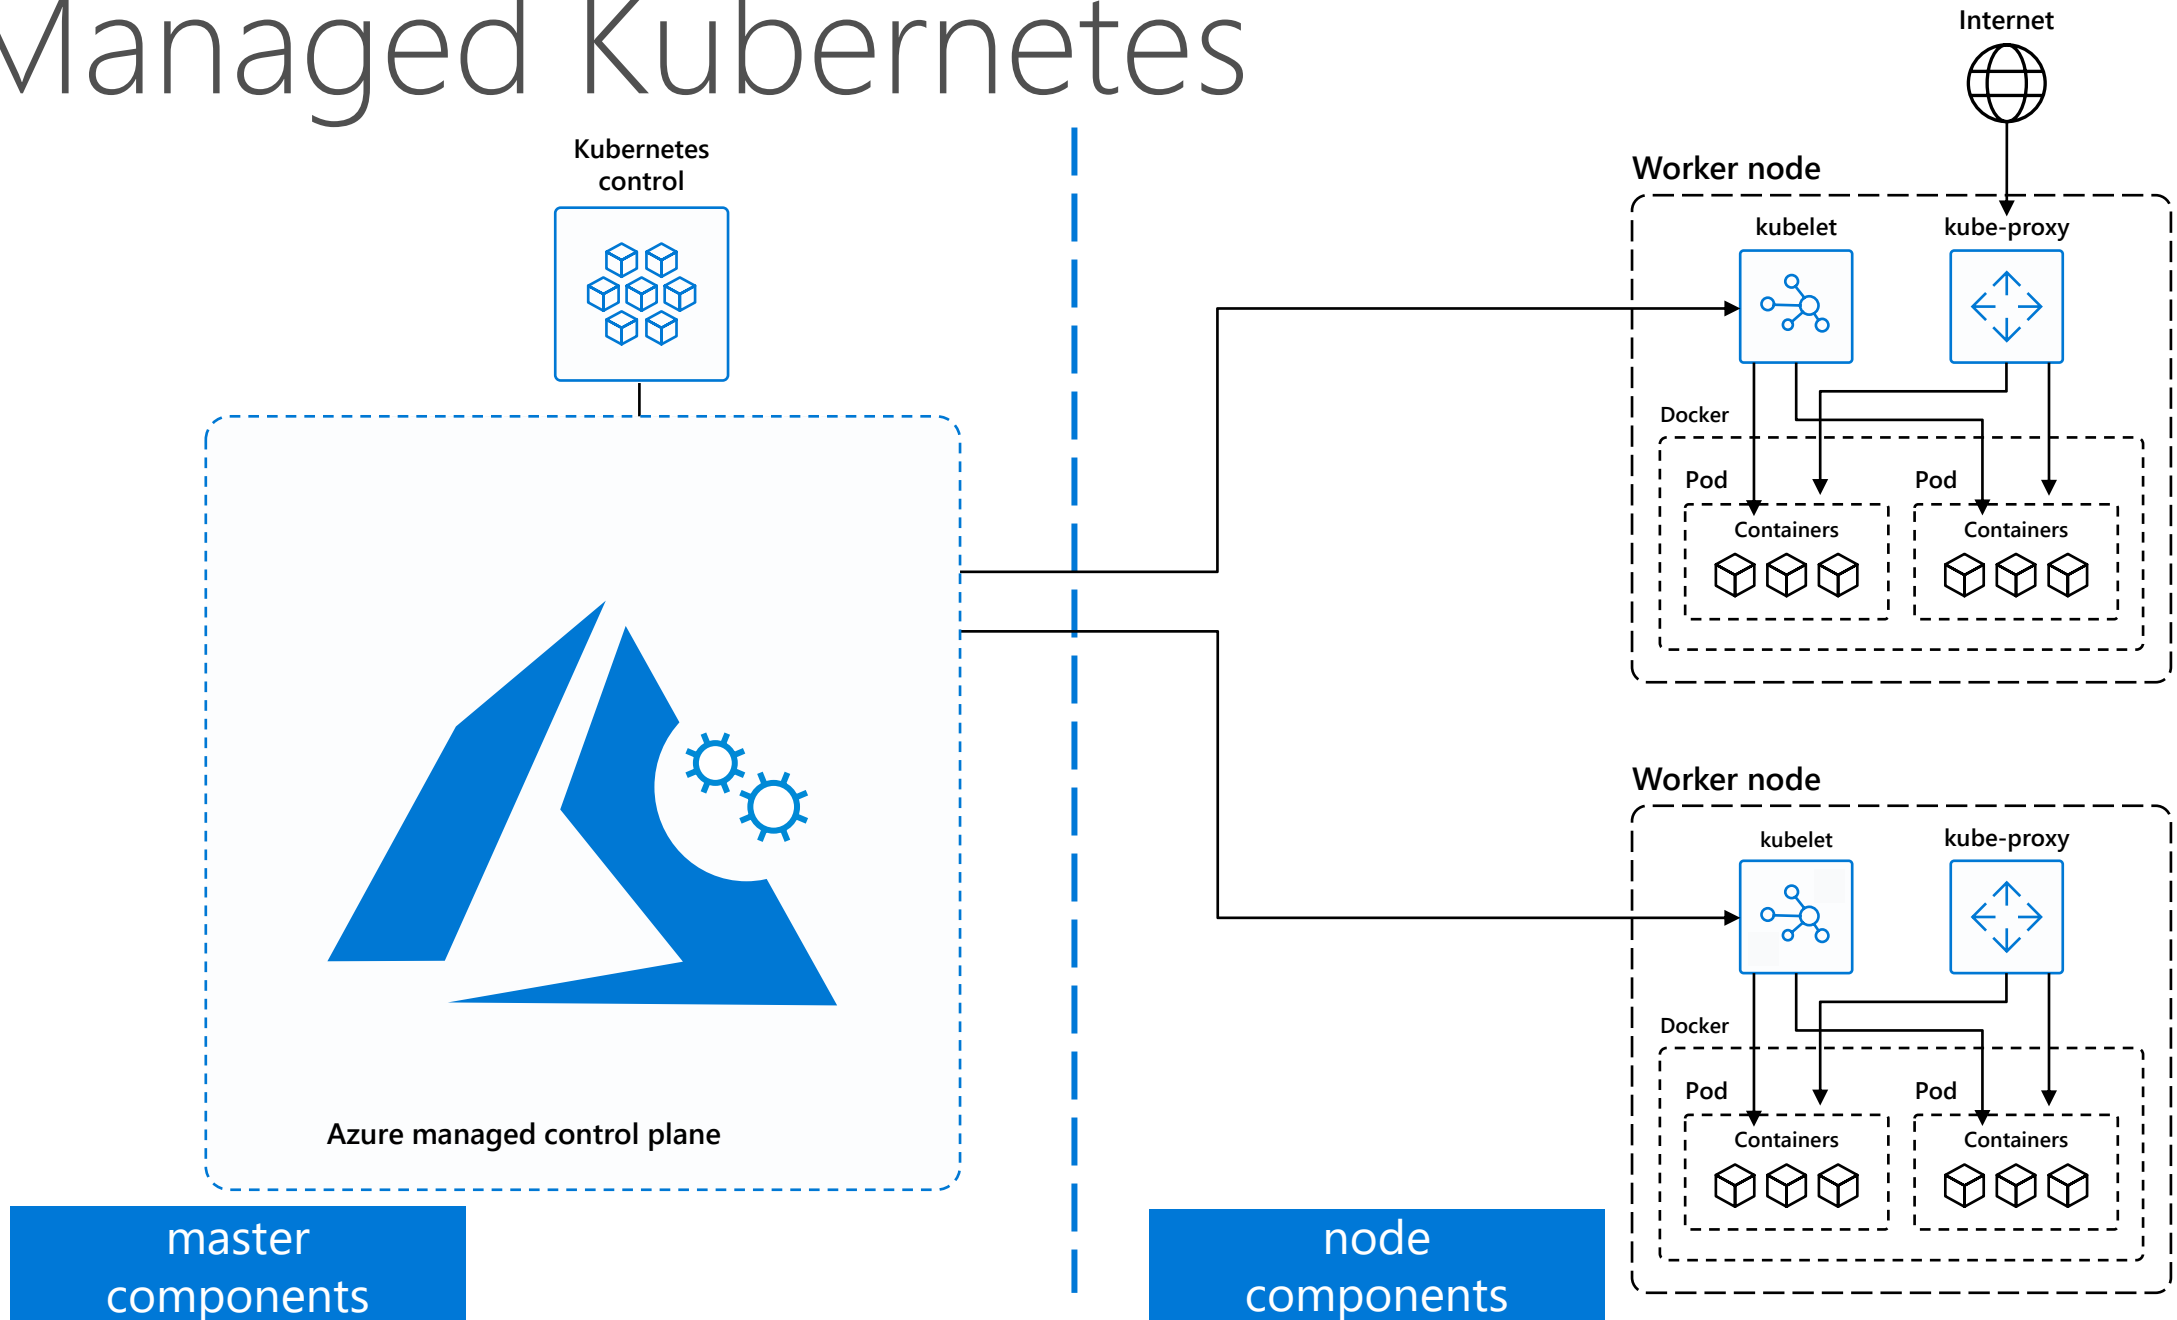 Managed Kubernetes
Kubernetes
control
Azure managed control plane
master
components
node
components
Internet
Worker node
kubelet
kube-proxy
Docker
Pod
Pod
Containers
Containers
Worker node
kubelet
kube-proxy
Docker
Pod
Pod
Containers
Containers